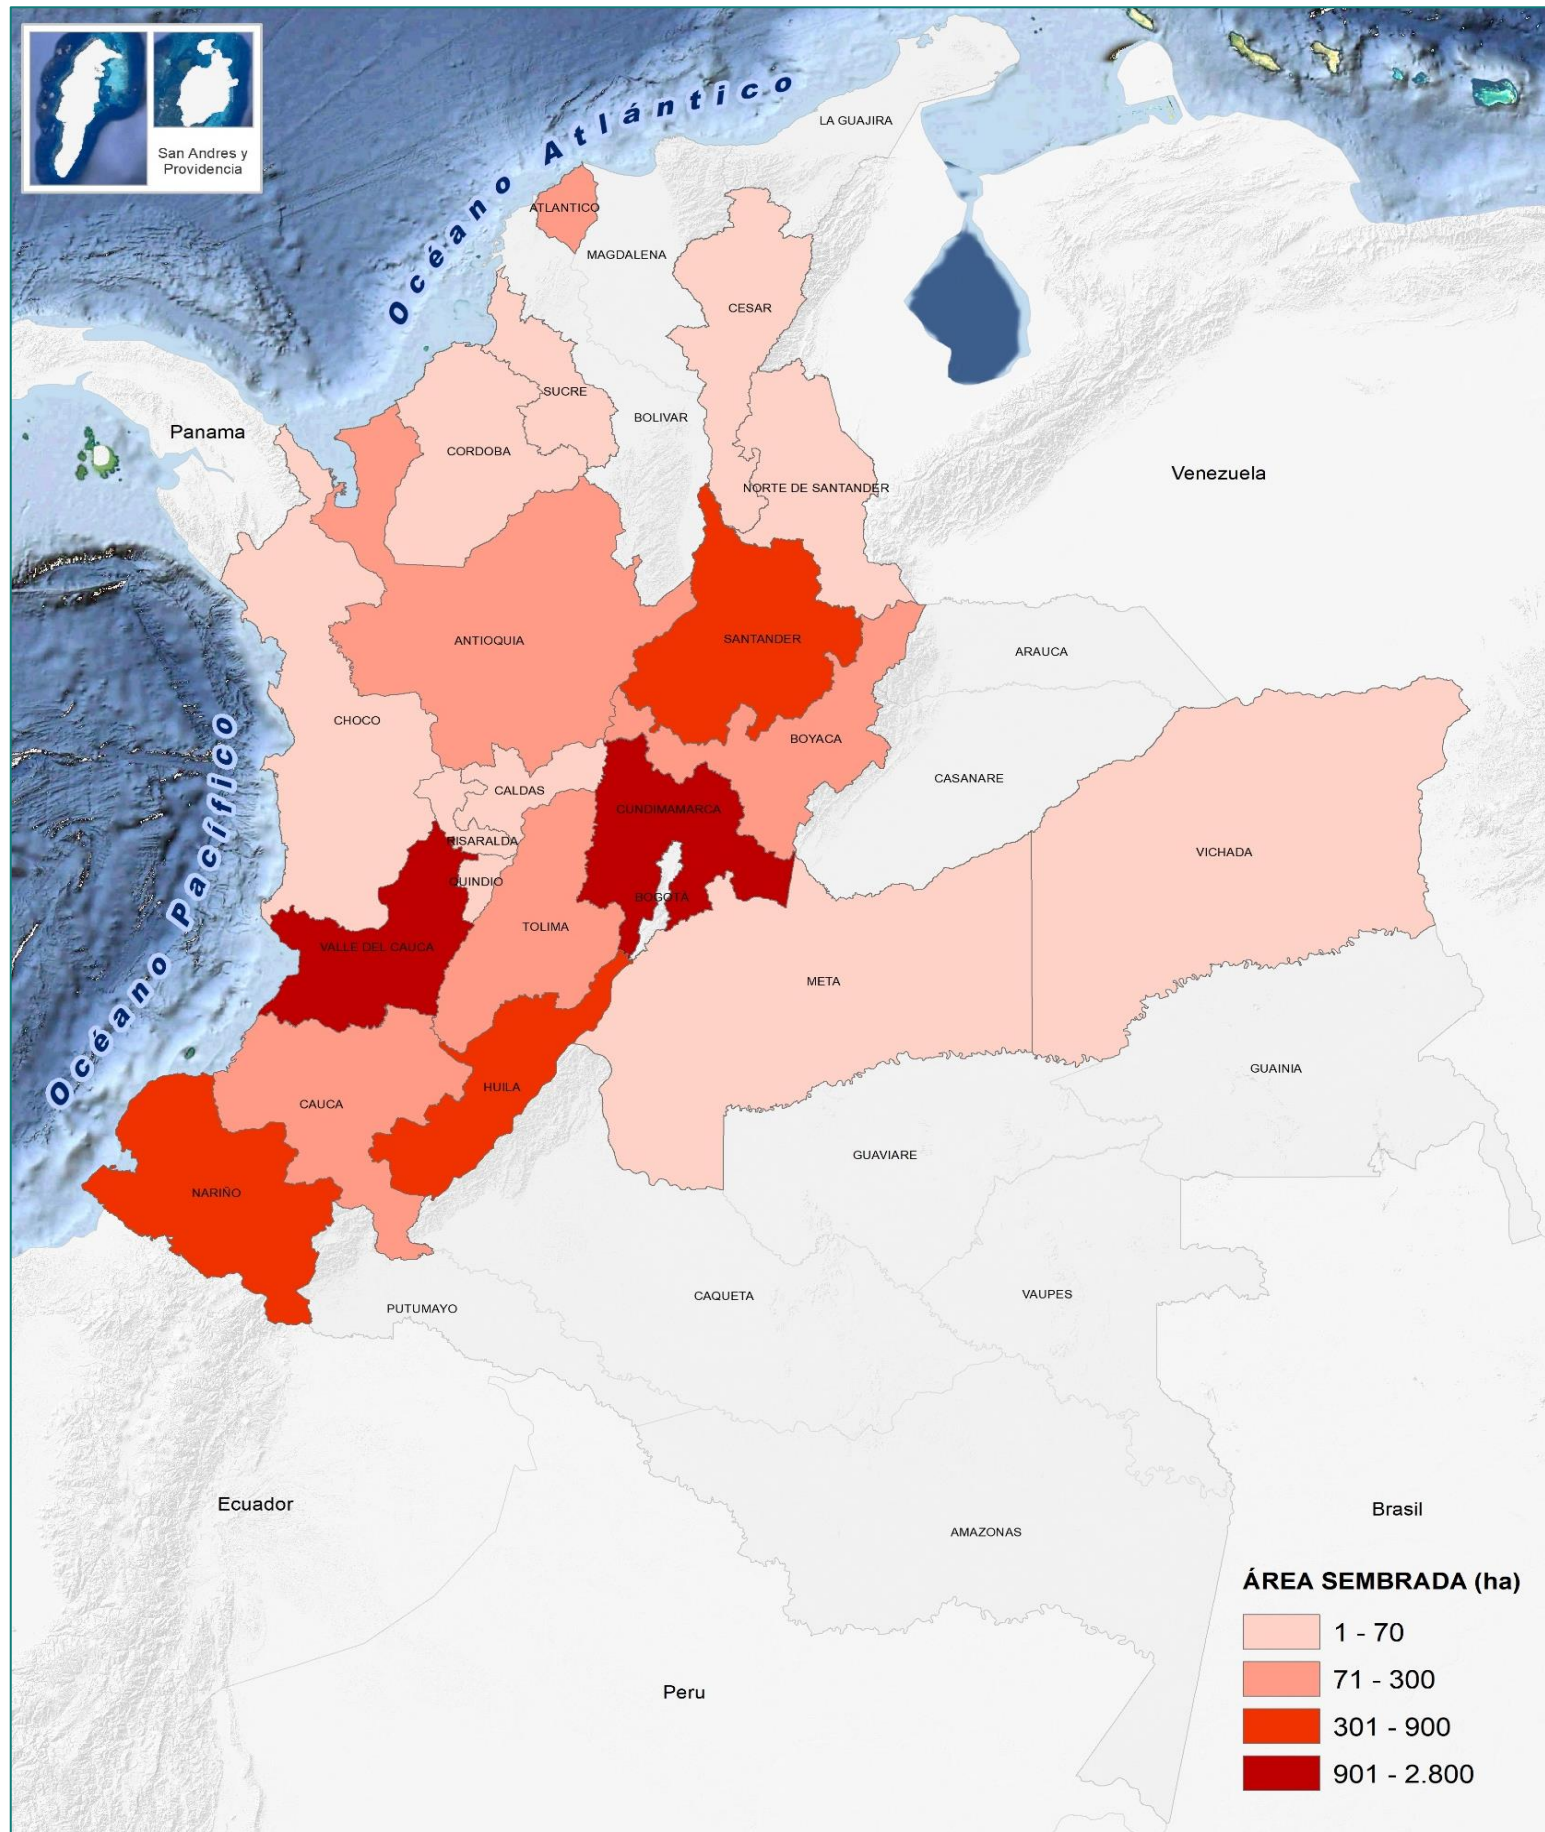 San Andres y
Providencia
Océano Atlántico
LA GUAJIRA
ATLANTICO
MAGDALENA
CESAR
SUCRE
BOLIVAR
Panama
CORDOBA
Venezuela
NORTE DE SANTANDER
ANTIOQUIA
SANTANDER
ARAUCA
CHOCO
BOYACA
CASANARE
CALDAS
CUNDIMAMARCA
RISARALDA
VICHADA
QUINDIO
BOGOTA
TOLIMA
VALLE DEL CAUCA
Océano Pacífico
META
GUAINIA
HUILA
CAUCA
GUAVIARE
NARIÑO
CAQUETA
VAUPES
PUTUMAYO
Ecuador
Brasil
AMAZONAS
Peru
ÁREA SEMBRADA (ha)
1 - 70
71 - 300
301 - 900
901 - 2.800